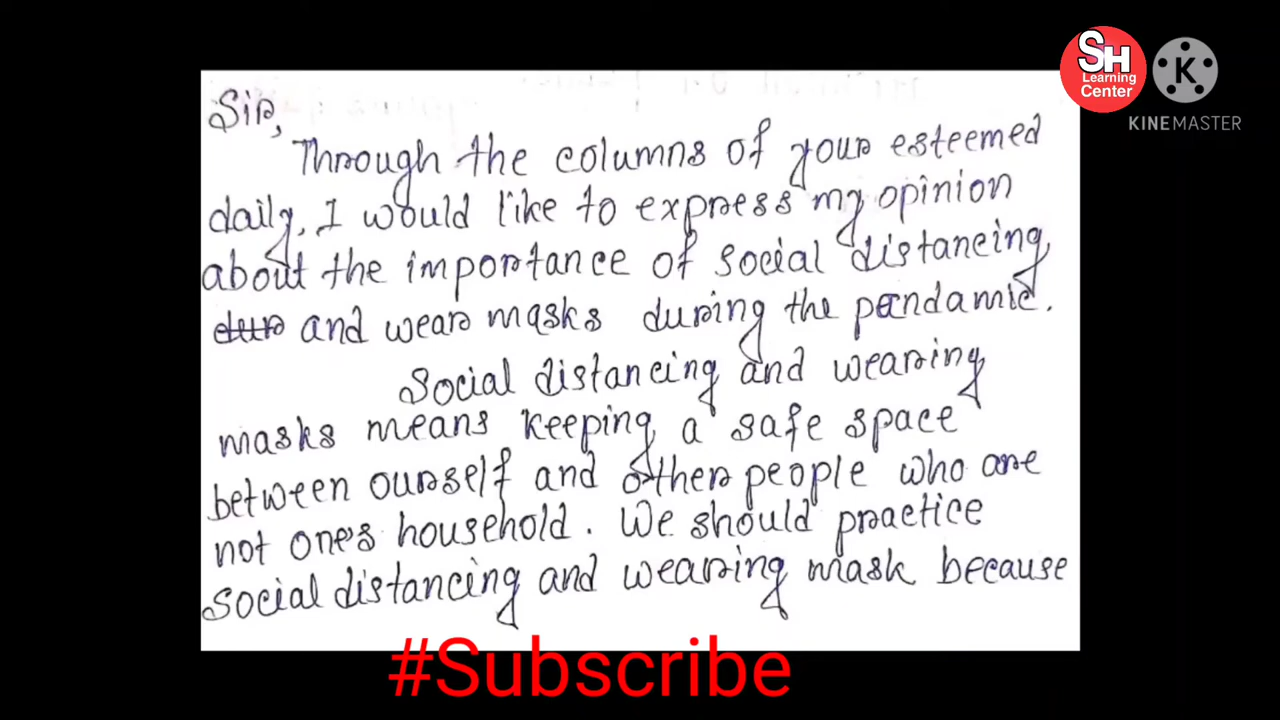 SH
Learning
Center
KINEMASTER
Sir,
Through the columns of your esteemed
daily, I would like to express my opinion
about the importance of social distancing
dur and wear masks during the pandamic.
Social distancing and wearing
masks means keeping a safe space
between ourself and other people who are
not one's household. We should practice
social distancing and wearing mask because
#Subscribe